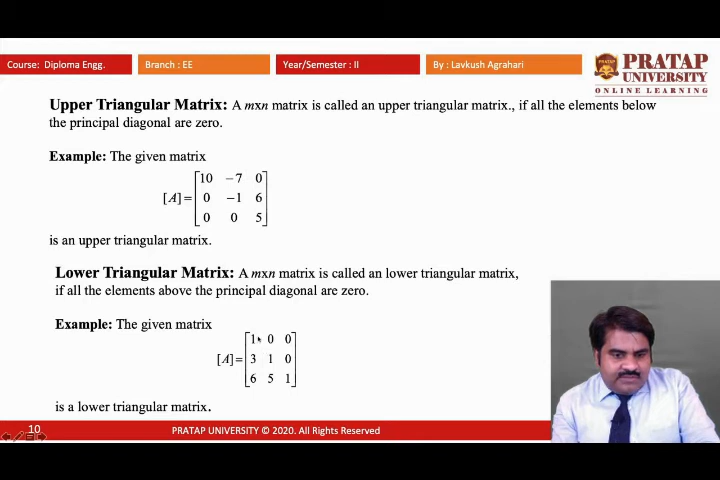 Course: Diploma Engg. Branch : EE Year/Semester : II By : Lavkush Agrahari
PRATAP
UNIVERSITY
ONLINE LEARNING
Upper Triangular Matrix: A mxn matrix is called an upper triangular matrix., if all the elements below
the principal diagonal are zero.
Example: The given matrix
[A] = [10 −7 0
0 −1 6
0 0 5]
is an upper triangular matrix.
Lower Triangular Matrix: A mxn matrix is called an lower triangular matrix,
if all the elements above the principal diagonal are zero.
Example: The given matrix
[A] = [1 0 0
3 1 0
6 5 1]
is a lower triangular matrix.
10 PRATAP UNIVERSITY © 2020. All Rights Reserved